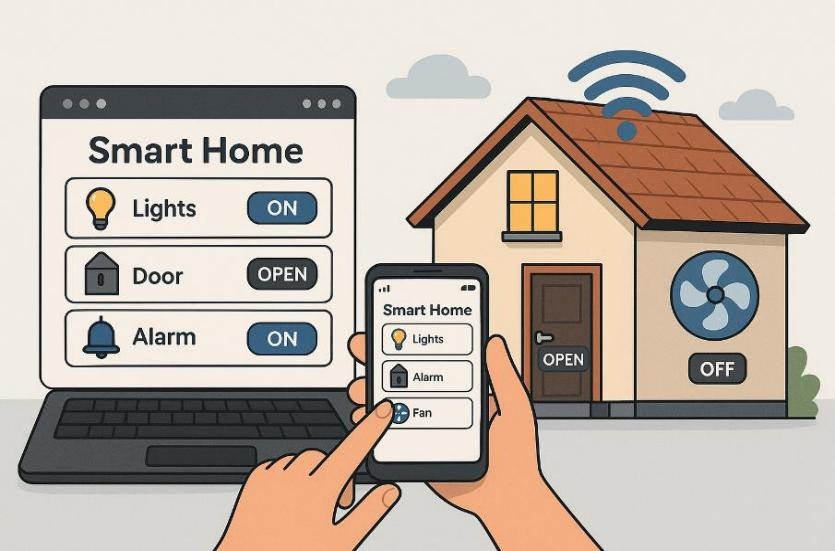 Smart Home
Lights ON
Door OPEN
Alarm ON
Smart Home
Lights
Alarm
Fan
OPEN
OFF